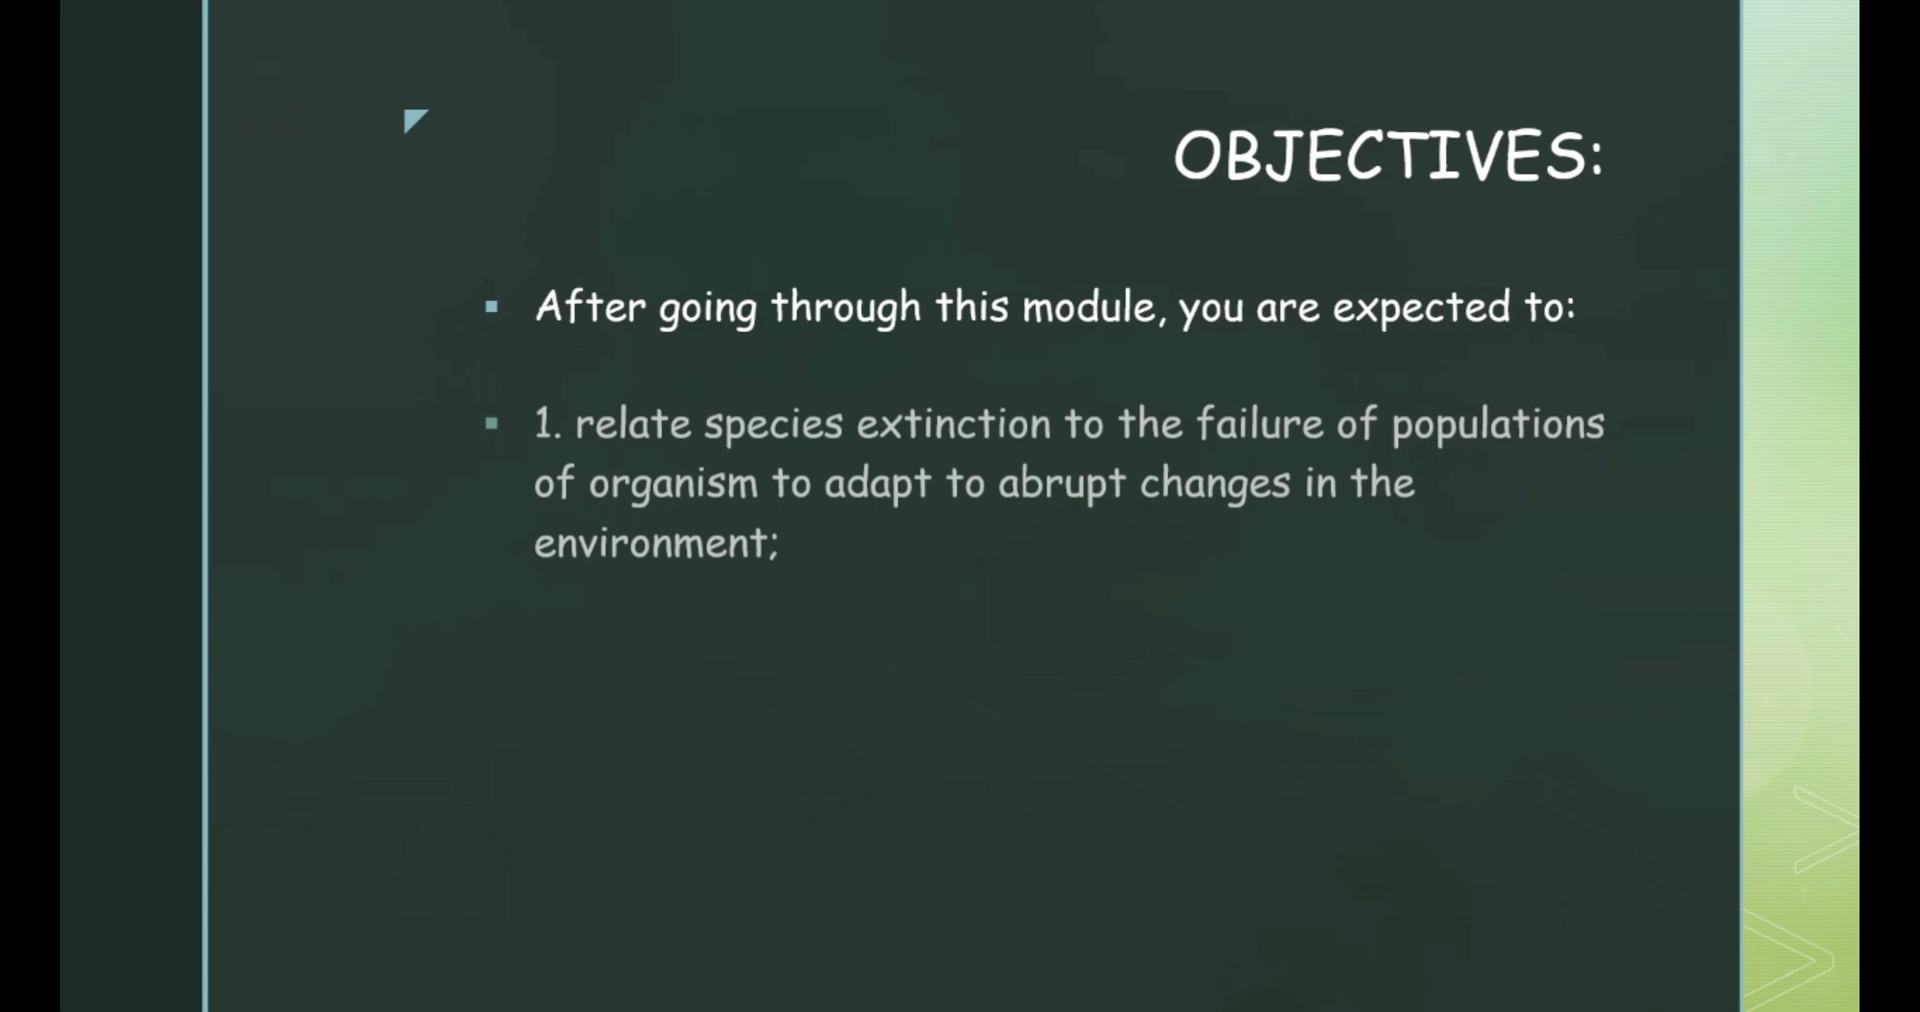 OBJECTIVES:
After going through this module, you are expected to:
1. relate species extinction to the failure of populations
of organism to adapt to abrupt changes in the
environment;